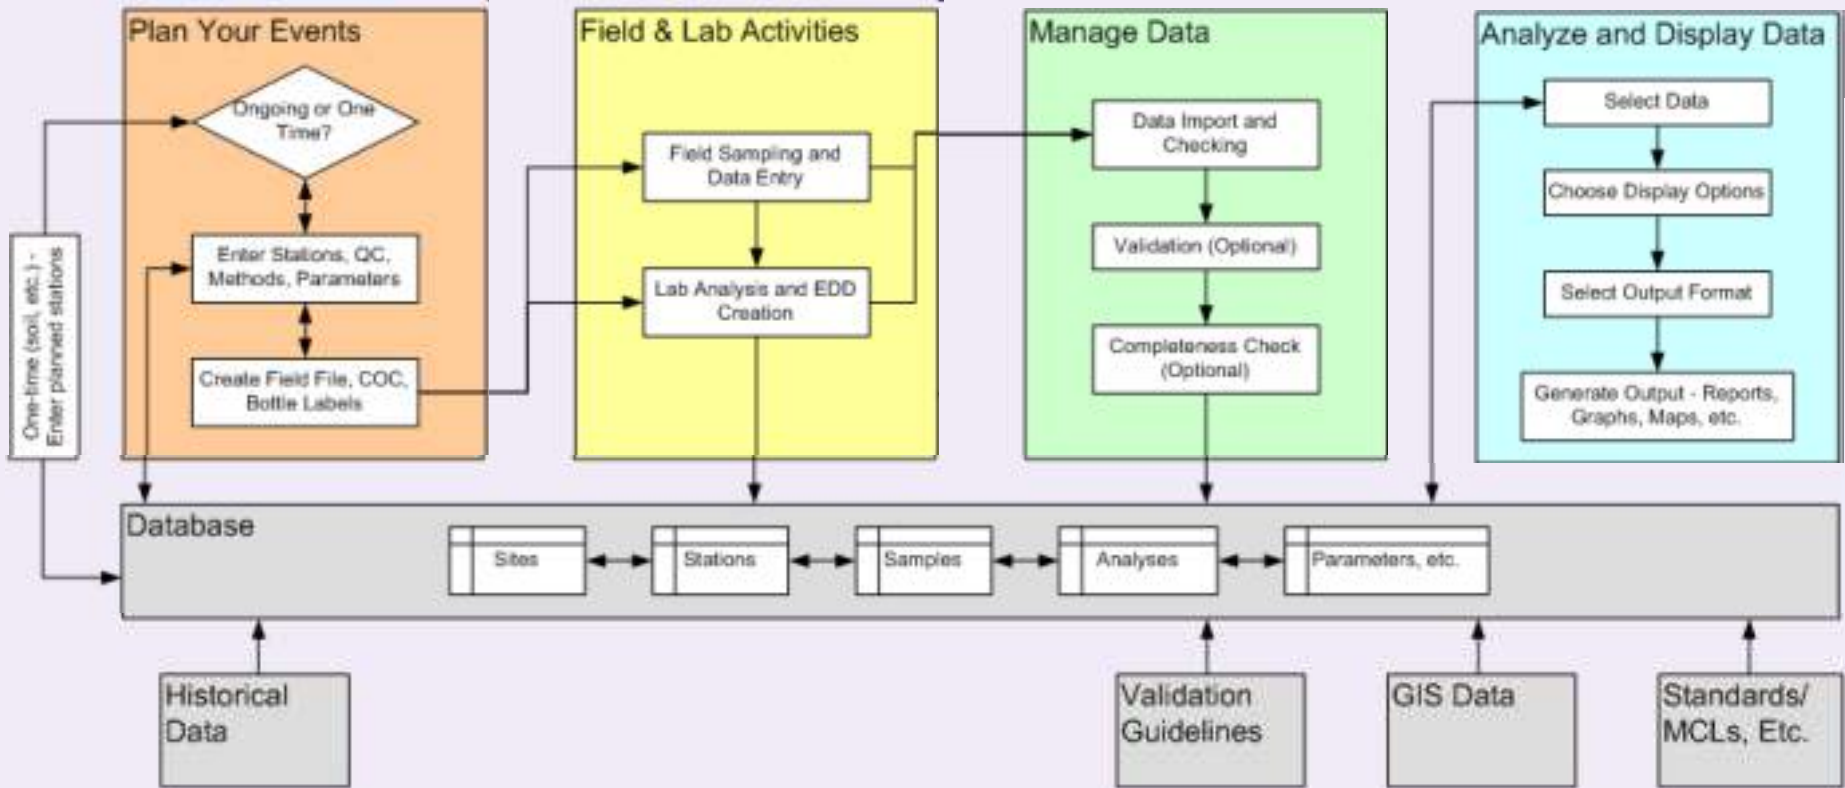 Plan Your Events
Ongoing or One
Time?
Enter Stations, QC,
Methods, Parameters
Create Field File, COC,
Bottle Labels
One-time (soil, etc.) -
Enter planned stations
Field & Lab Activities
Field Sampling and
Data Entry
Lab Analysis and EDD
Creation
Manage Data
Data Import and
Checking
Validation (Optional)
Completeness Check
(Optional)
Analyze and Display Data
Select Data
Choose Display Options
Select Output Format
Generate Output - Reports,
Graphs, Maps, etc.
Database
Sites
Stations
Samples
Analyses
Parameters, etc.
Historical
Data
Validation
Guidelines
GIS Data
Standards/
MCLs, Etc.